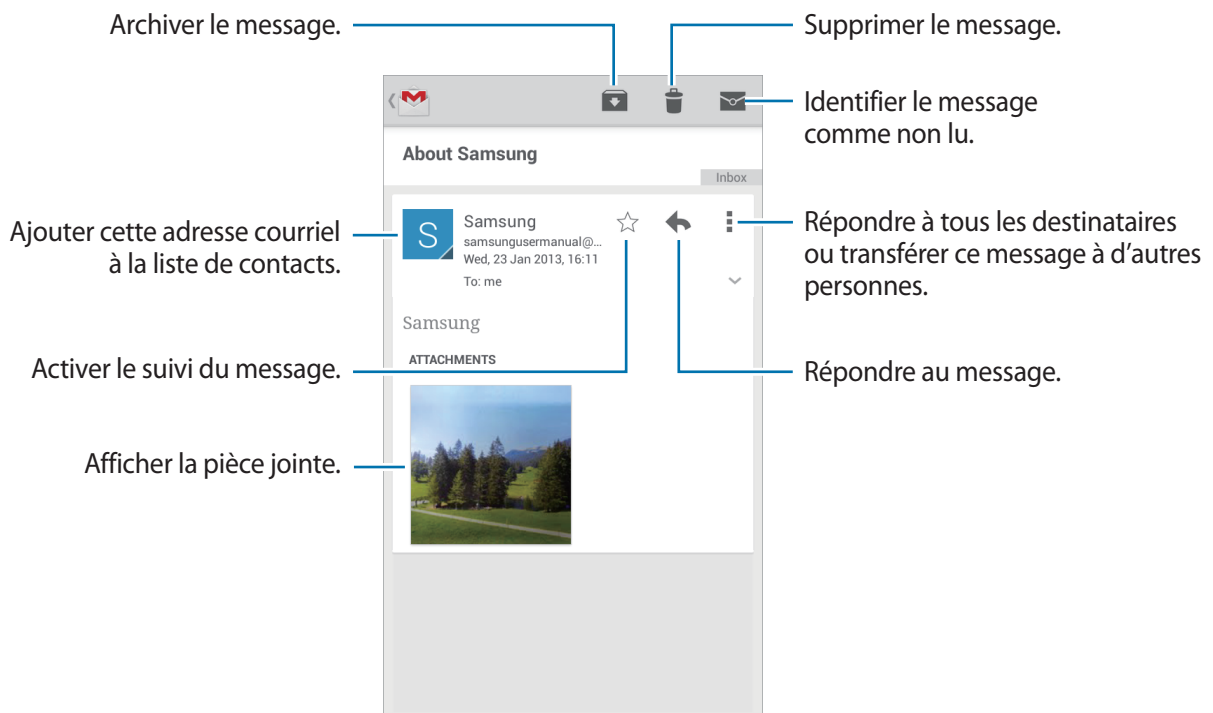 Archiver le message.
Supprimer le message.
Identifier le message
comme non lu.
About Samsung
Inbox
Ajouter cette adresse courriel
à la liste de contacts.
S
Samsung
samsungusermanual@...
Wed, 23 Jan 2013, 16:11
To: me
Répondre à tous les destinataires
ou transférer ce message à d'autres
personnes.
Samsung
ATTACHMENTS
Activer le suivi du message.
Répondre au message.
Afficher la pièce jointe.